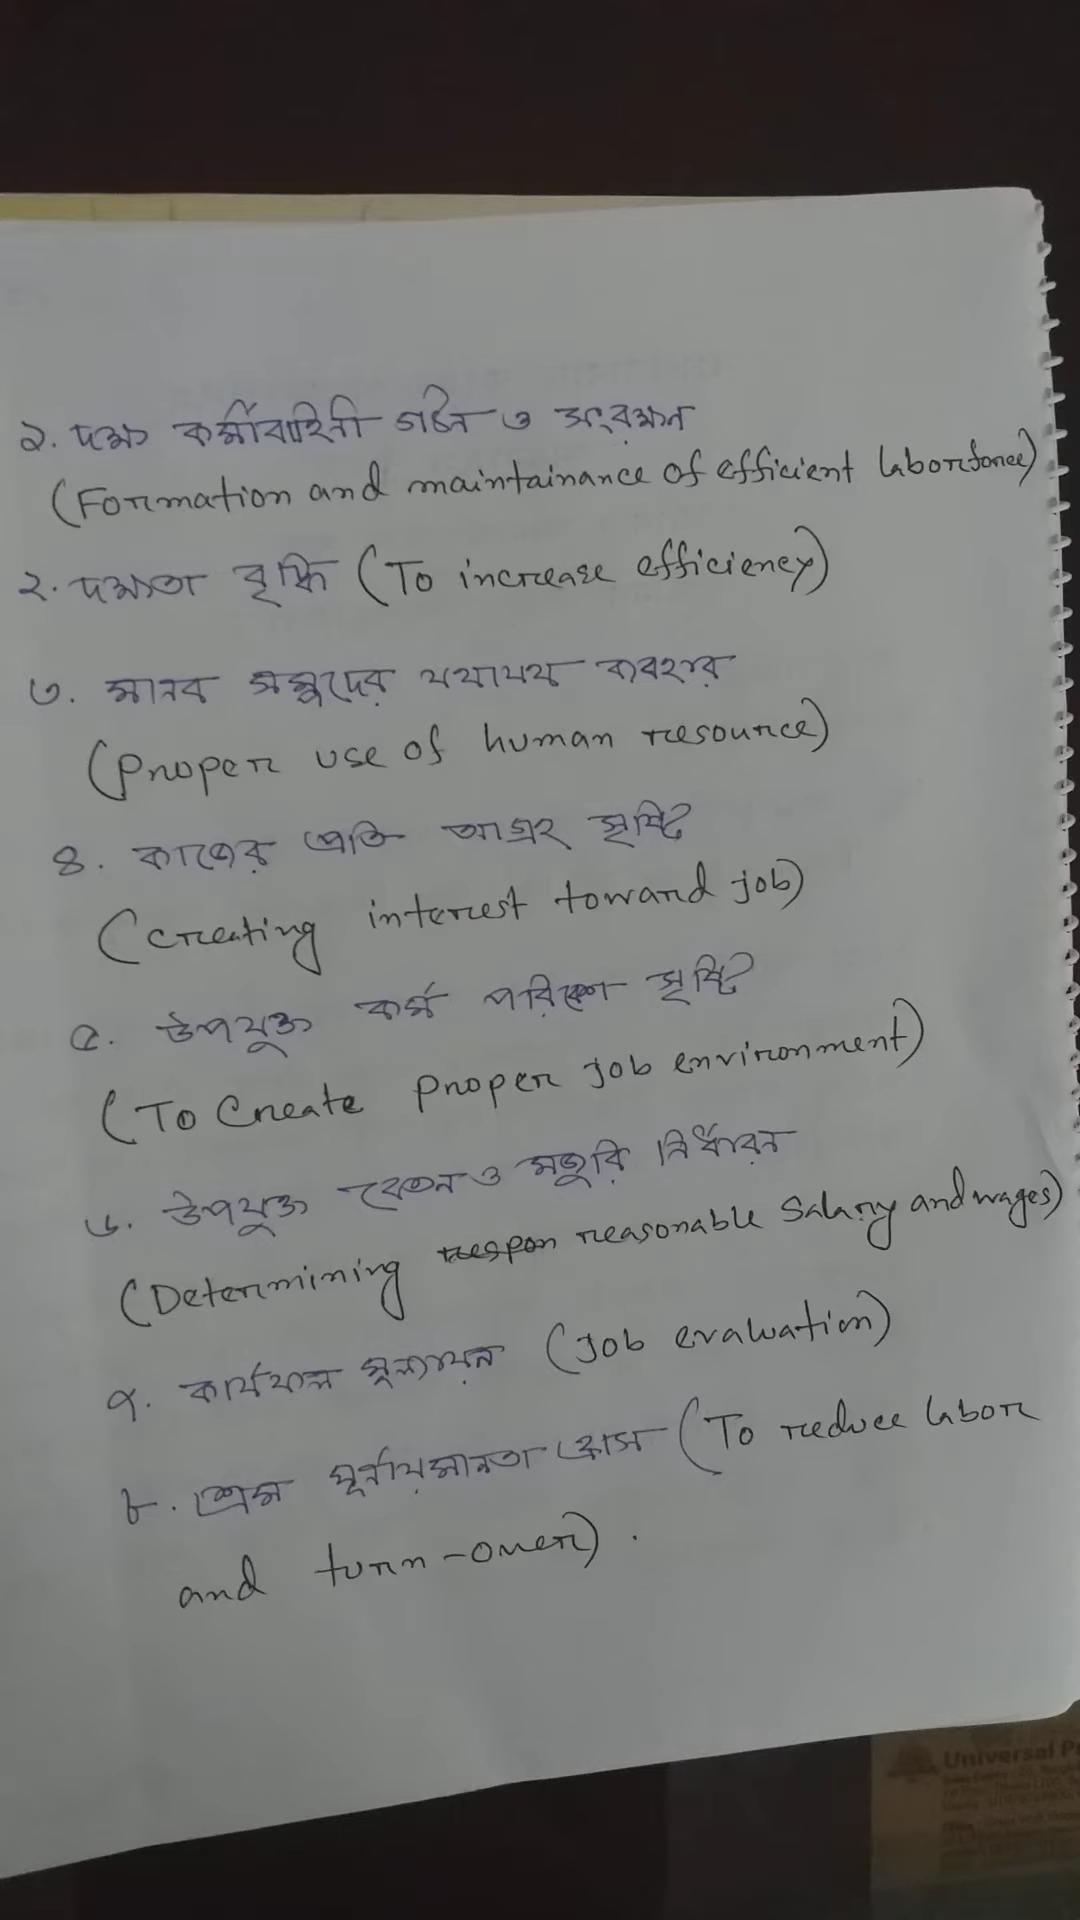 ১. দক্ষ কর্মীবাহিনী গঠন ও সংরক্ষন
(Formation and maintainance of efficient laborforce)
২. দক্ষতা বৃদ্ধি (To increase efficiency)
৩. মানব সম্পদের যথাযথ ব্যবহার
(Proper use of human resource)
৪. কাজের প্রতি আগ্রহ সৃষ্টি
(creating interest toward job)
৫. উপযুক্ত কর্ম পরিবেশ সৃষ্টি
(To Create Proper job environment)
৬. উপযুক্ত বেতন ও মজুরি নির্ধারন
(Determining reasonable Salary and wages)
৭. কার্যফল মূল্যায়ন (Job evaluation)
৮. শ্রম ঘূর্নায়মানতা হ্রাস (To reduce labor
and turn-over).
Universal